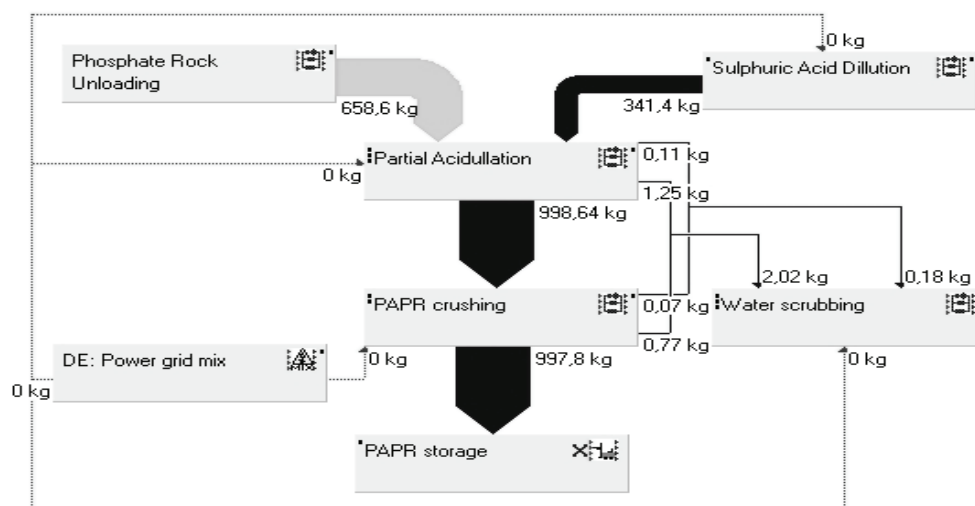 0 kg
Phosphate Rock
Unloading
Sulphuric Acid Dillution
658,6 kg
341,4 kg
Partial Acidullation
0,11 kg
0 kg
1,25 kg
998,64 kg
2,02 kg
0,18 kg
PAPR crushing
0,07 kg
Water scrubbing
0,77 kg
DE: Power grid mix
0 kg
997,8 kg
0 kg
0 kg
PAPR storage